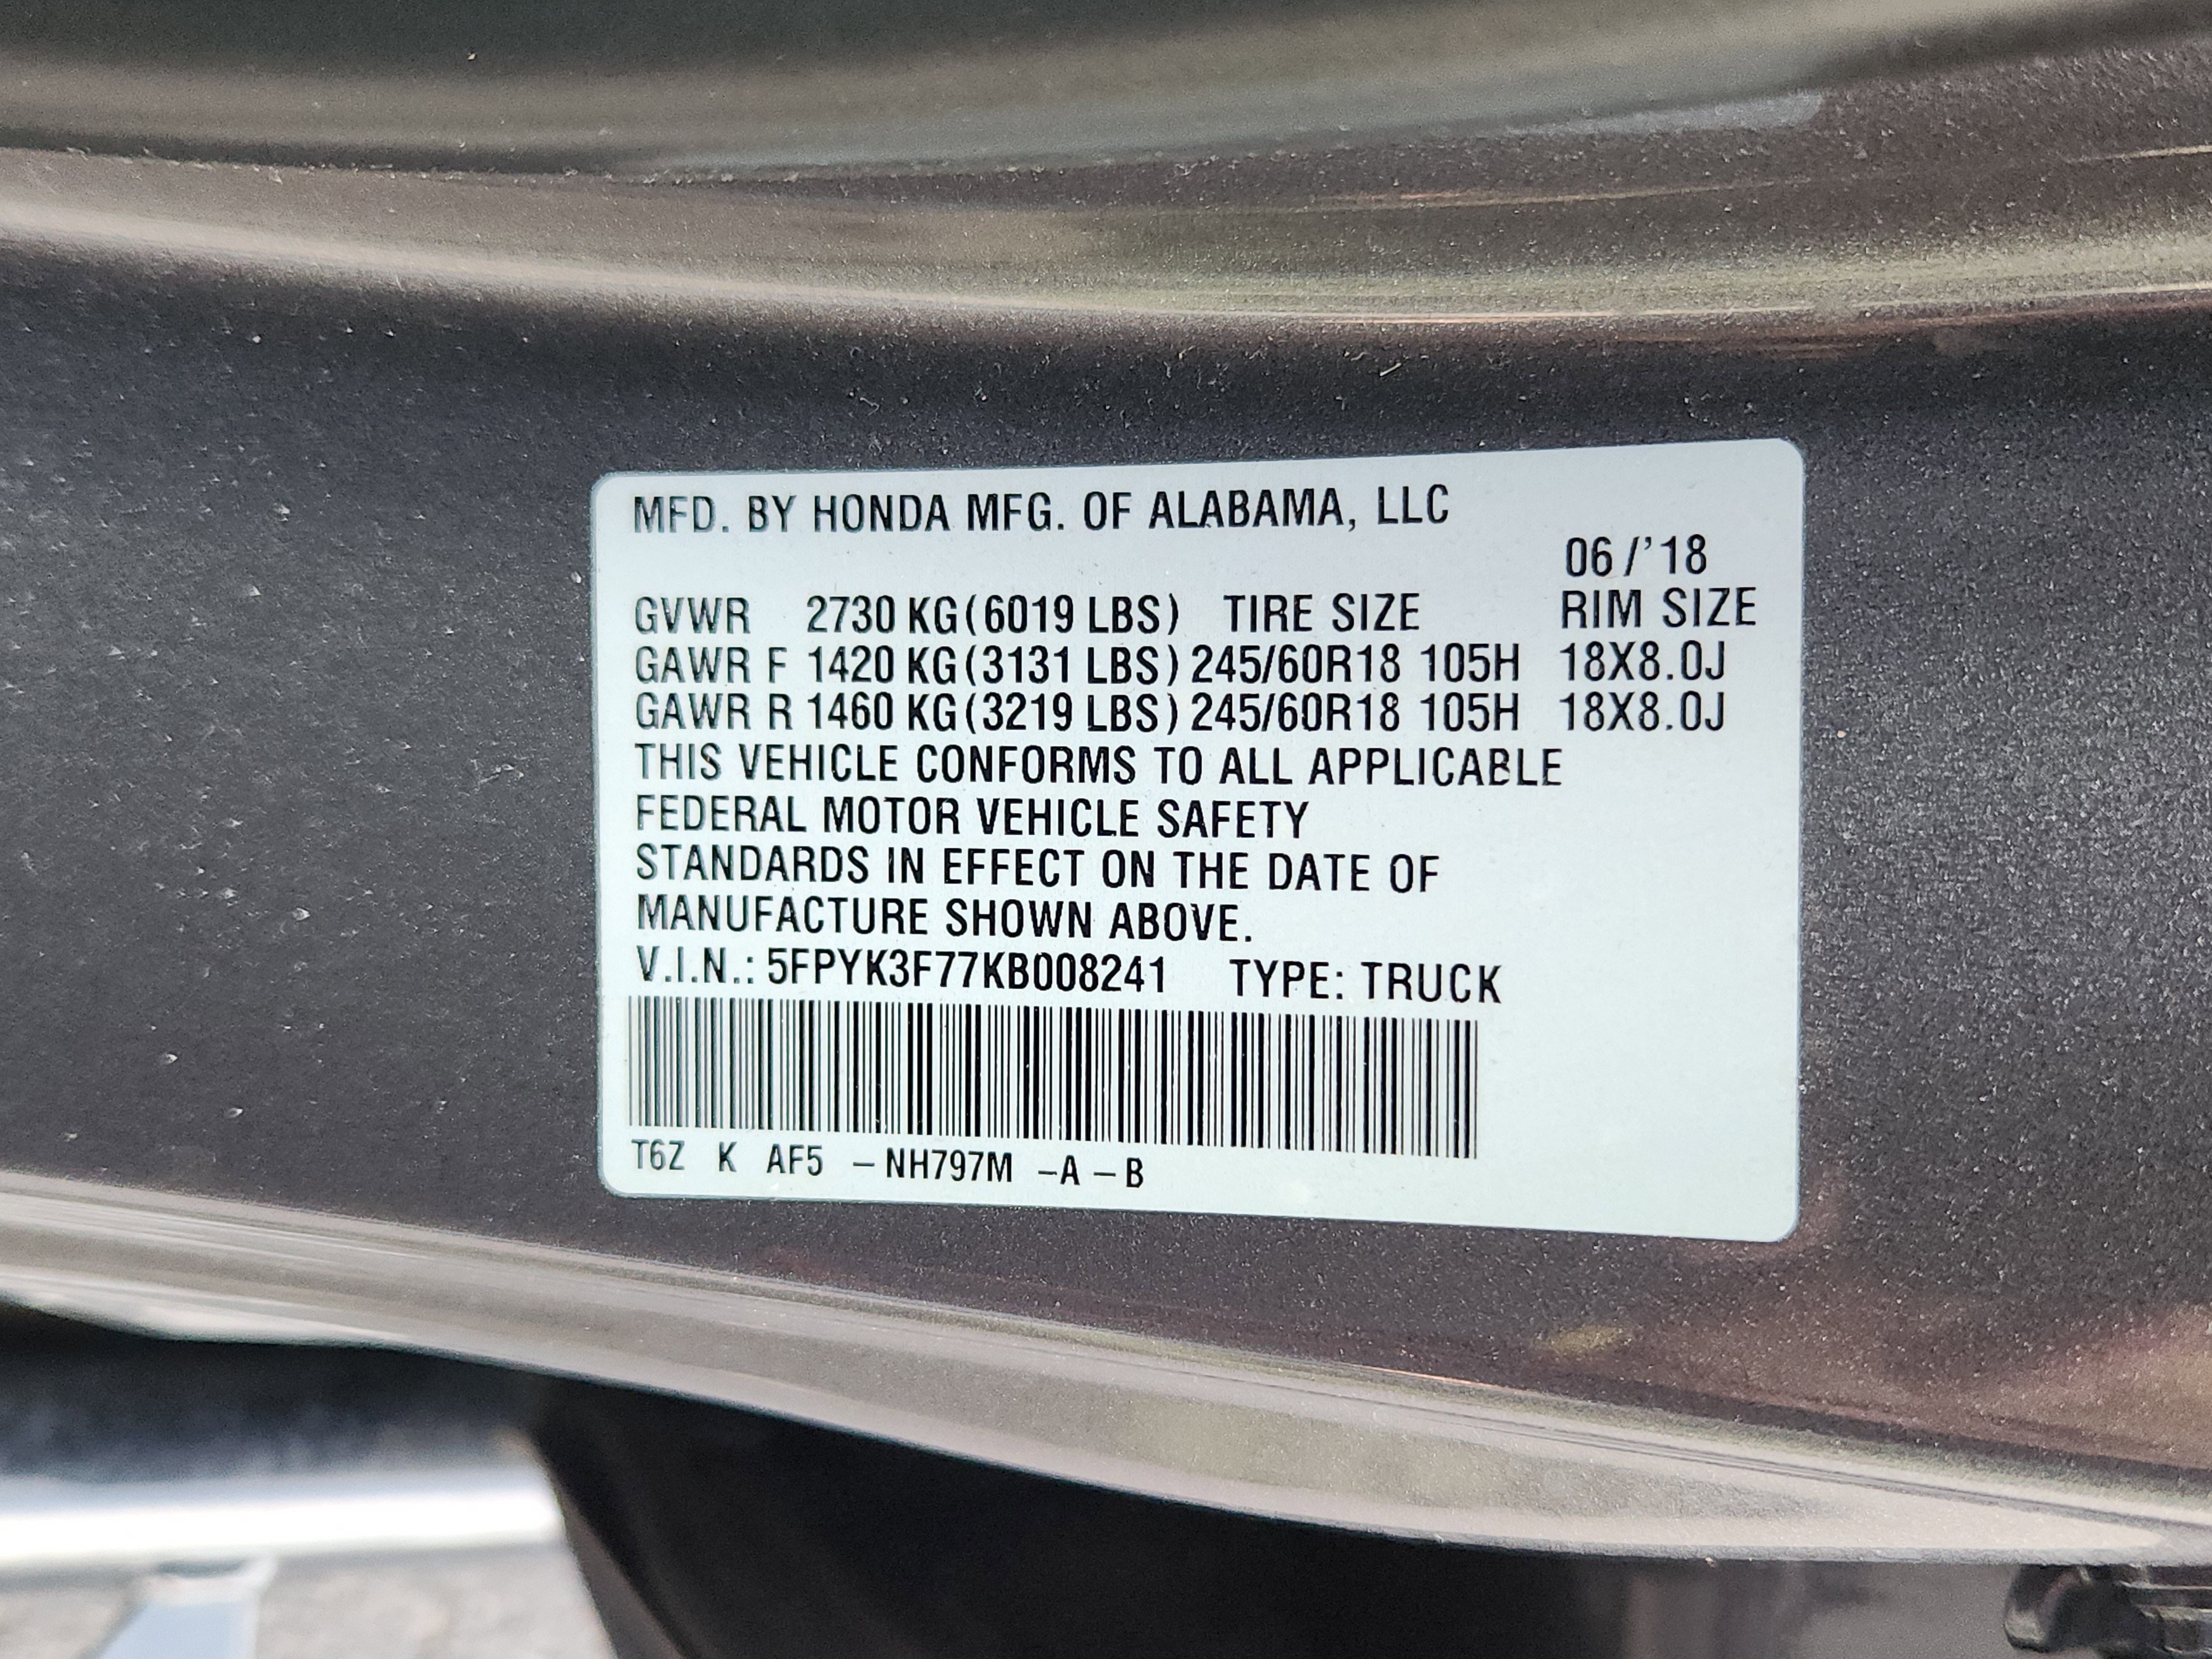 MFD. BY HONDA MFG. OF ALABAMA, LLC
06/'18
GVWR 2730 KG(6019 LBS) TIRE SIZE RIM SIZE
GAWR F 1420 KG(3131 LBS) 245/60R18 105H 18X8.0J
GAWR R 1460 KG(3219 LBS) 245/60R18 105H 18X8.0J
THIS VEHICLE CONFORMS TO ALL APPLICABLE
FEDERAL MOTOR VEHICLE SAFETY
STANDARDS IN EFFECT ON THE DATE OF
MANUFACTURE SHOWN ABOVE.
V.I.N.: 5FPYK3F77KB008241 TYPE: TRUCK
T6Z K AF5 –NH797M –A–B